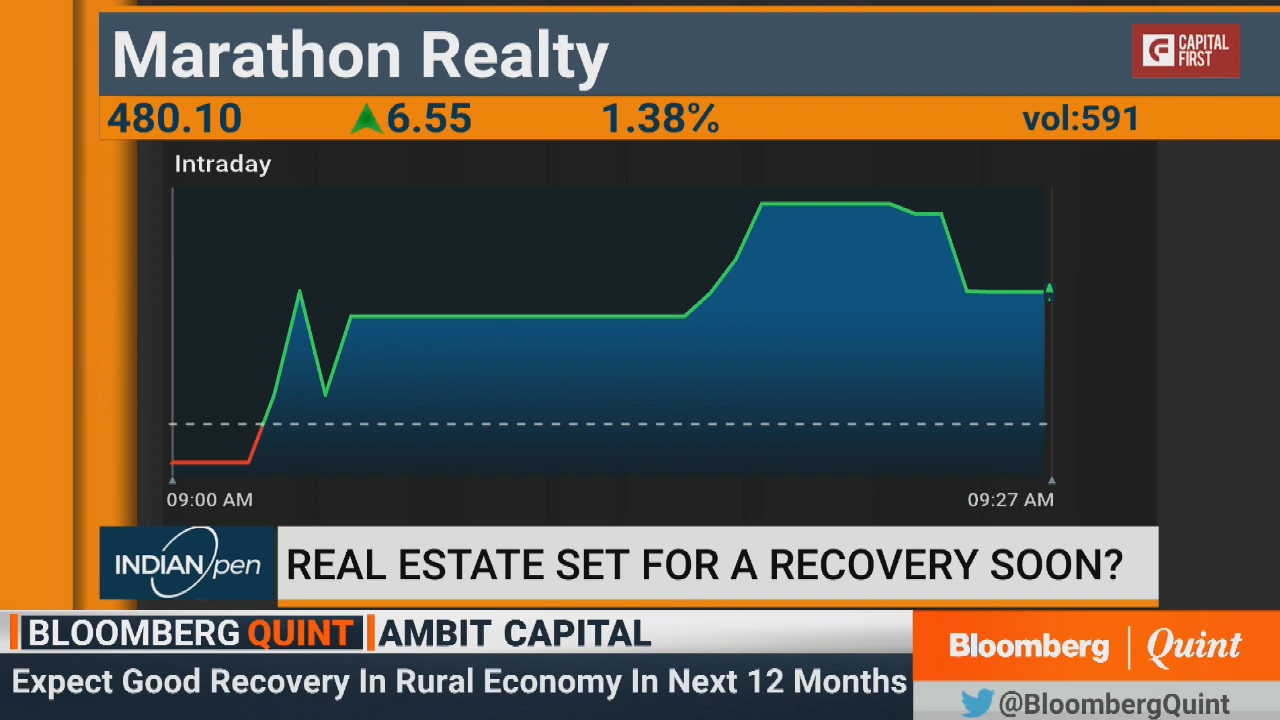 Marathon Realty
CAPITAL
FIRST
480.10 6.55 1.38% vol:591
Intraday
09:00 AM 09:27 AM
INDIAN Open
REAL ESTATE SET FOR A RECOVERY SOON?
BLOOMBERG QUINT AMBIT CAPITAL
Expect Good Recovery In Rural Economy In Next 12 Months
Bloomberg | Quint
@BloombergQuint